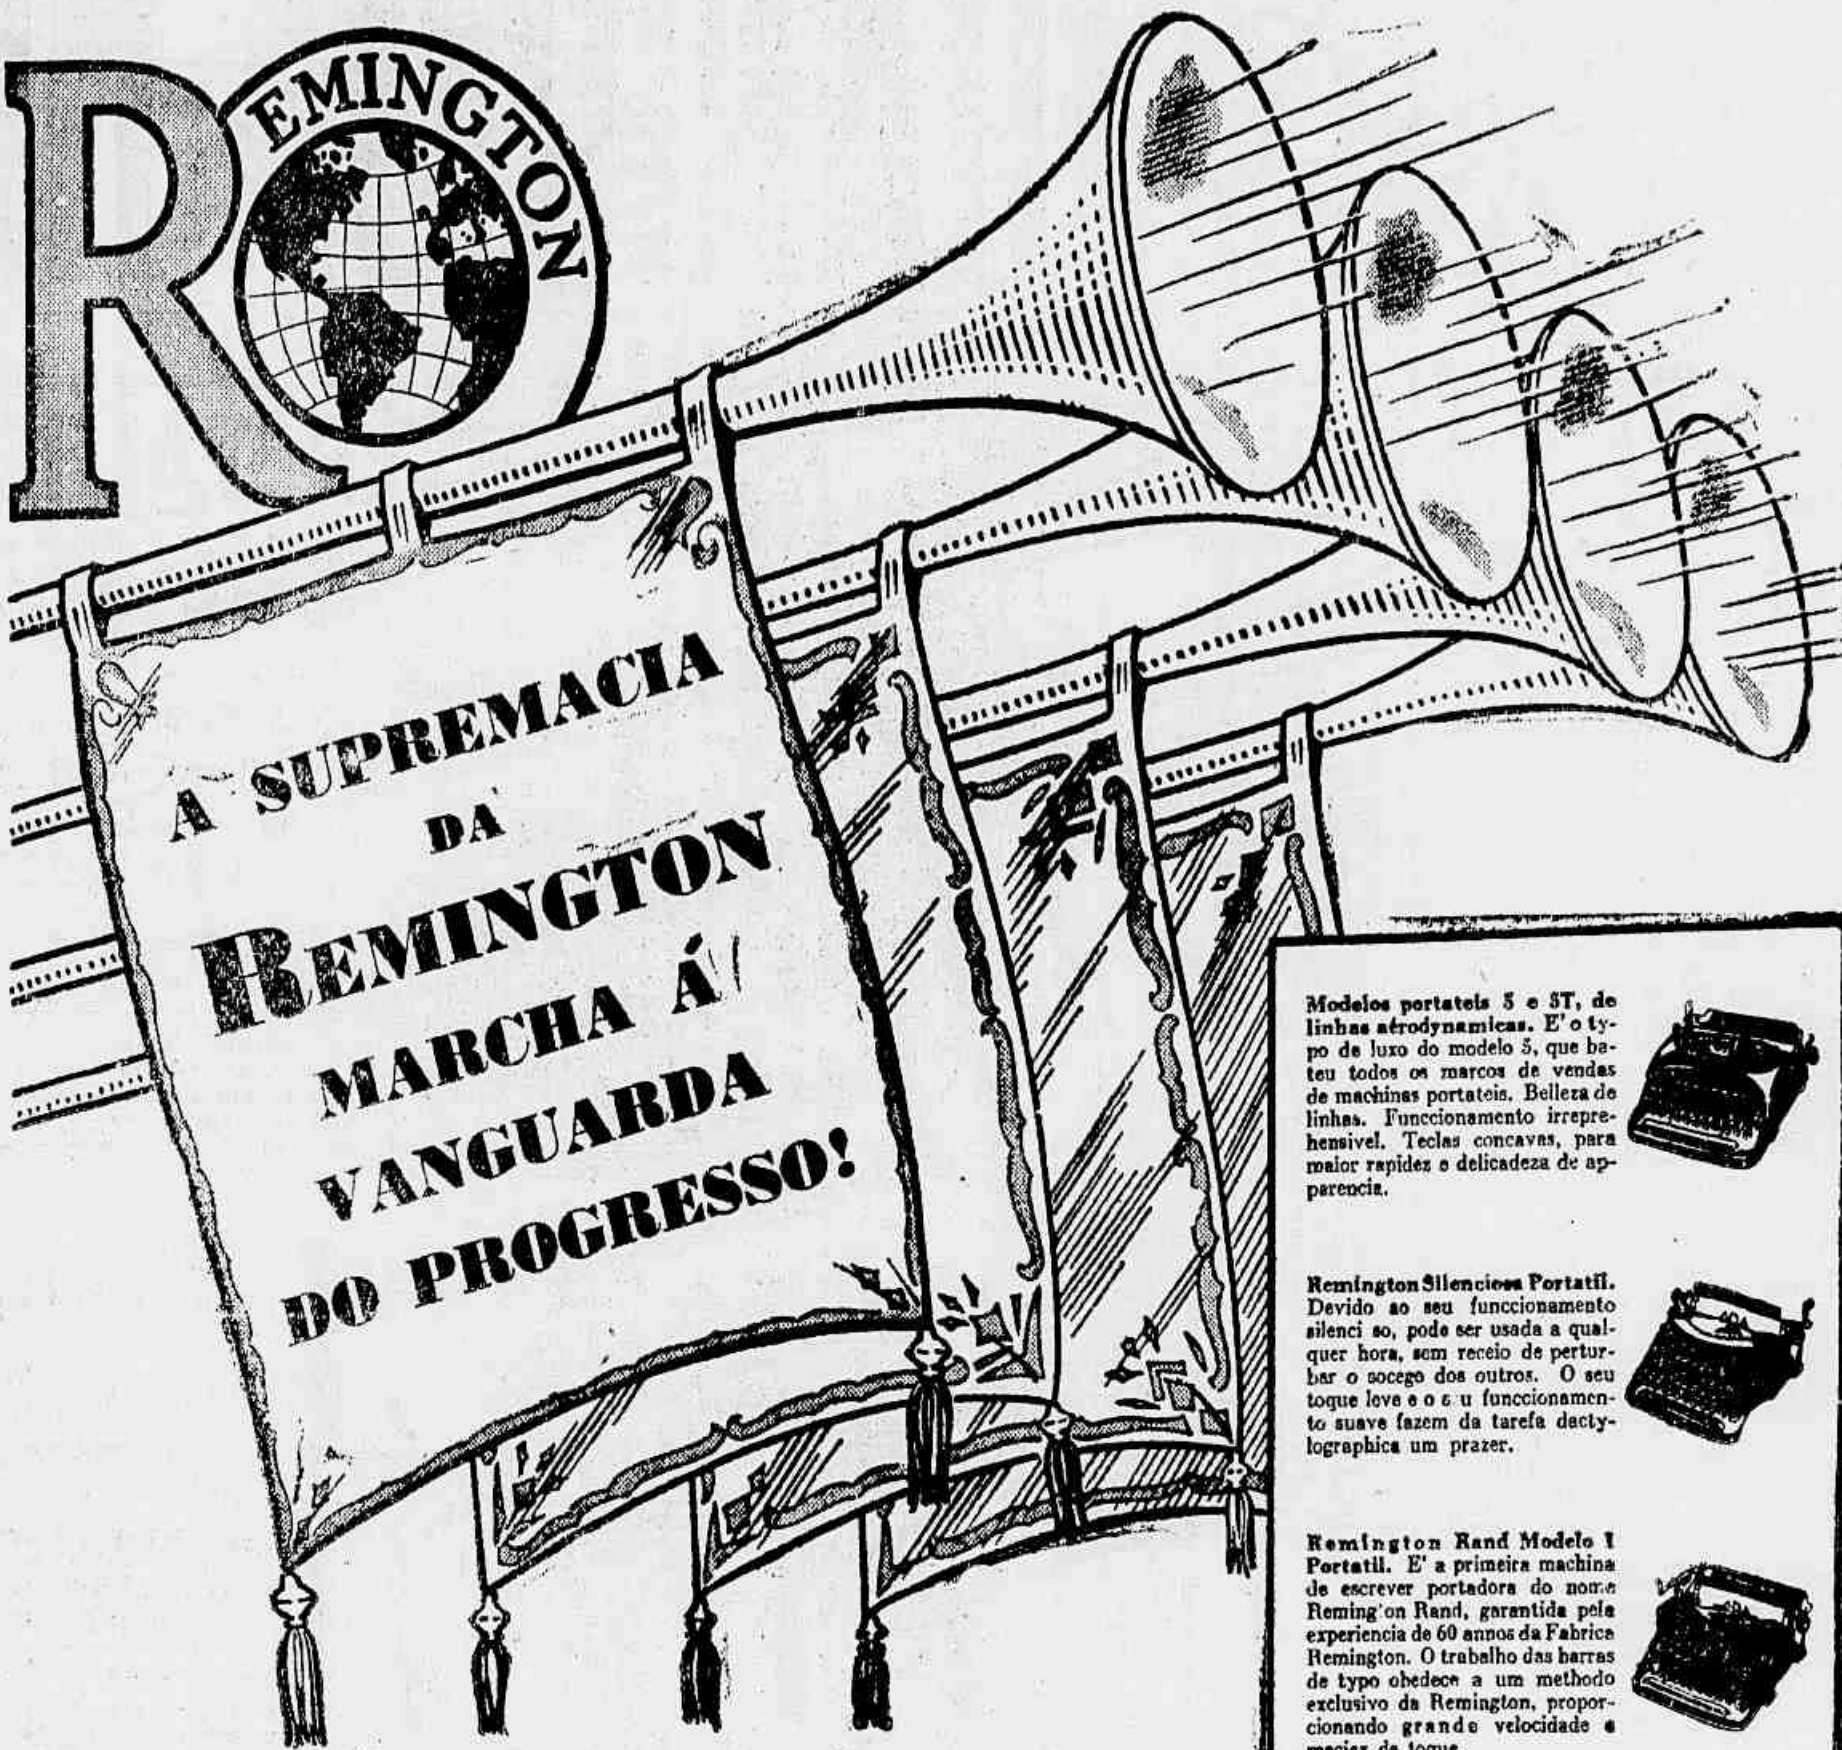 REMINGTON
A SUPREMACIA
DA
REMINGTON
MARCHA Á
VANGUARDA
DO PROGRESSO!
Modelos portateis 5 e 5T, de
linhas aérodynamicas. E' o ty-
po de luxo do modelo 5, que ba-
teu todos os marcos de vendas
de machinas portateis. Belleza de
linhas. Funccionamento irrepre-
hensivel. Teclas concavas, para
maior rapidez e delicadeza de ap-
parencia.
Remington Silenciosa Portatil.
Devido ao seu funccionamento
silenci so, pode ser usada a qual-
quer hora, sem receio de pertur-
bar o socego dos outros. O seu
toque leve e o s u funccionamen-
to suave fazem da tarefa dacty-
lographica um prazer.
Remington Rand Modelo 1
Portatil. E' a primeira machina
de escrever portadora do nome
Remington Rand, garantida pela
experiencia de 60 annos da Fabrica
Remington. O trabalho das barras
de typo obedece a um methodo
exclusivo da Remington, propor-
cionando grande velocidade e
maciez de toque